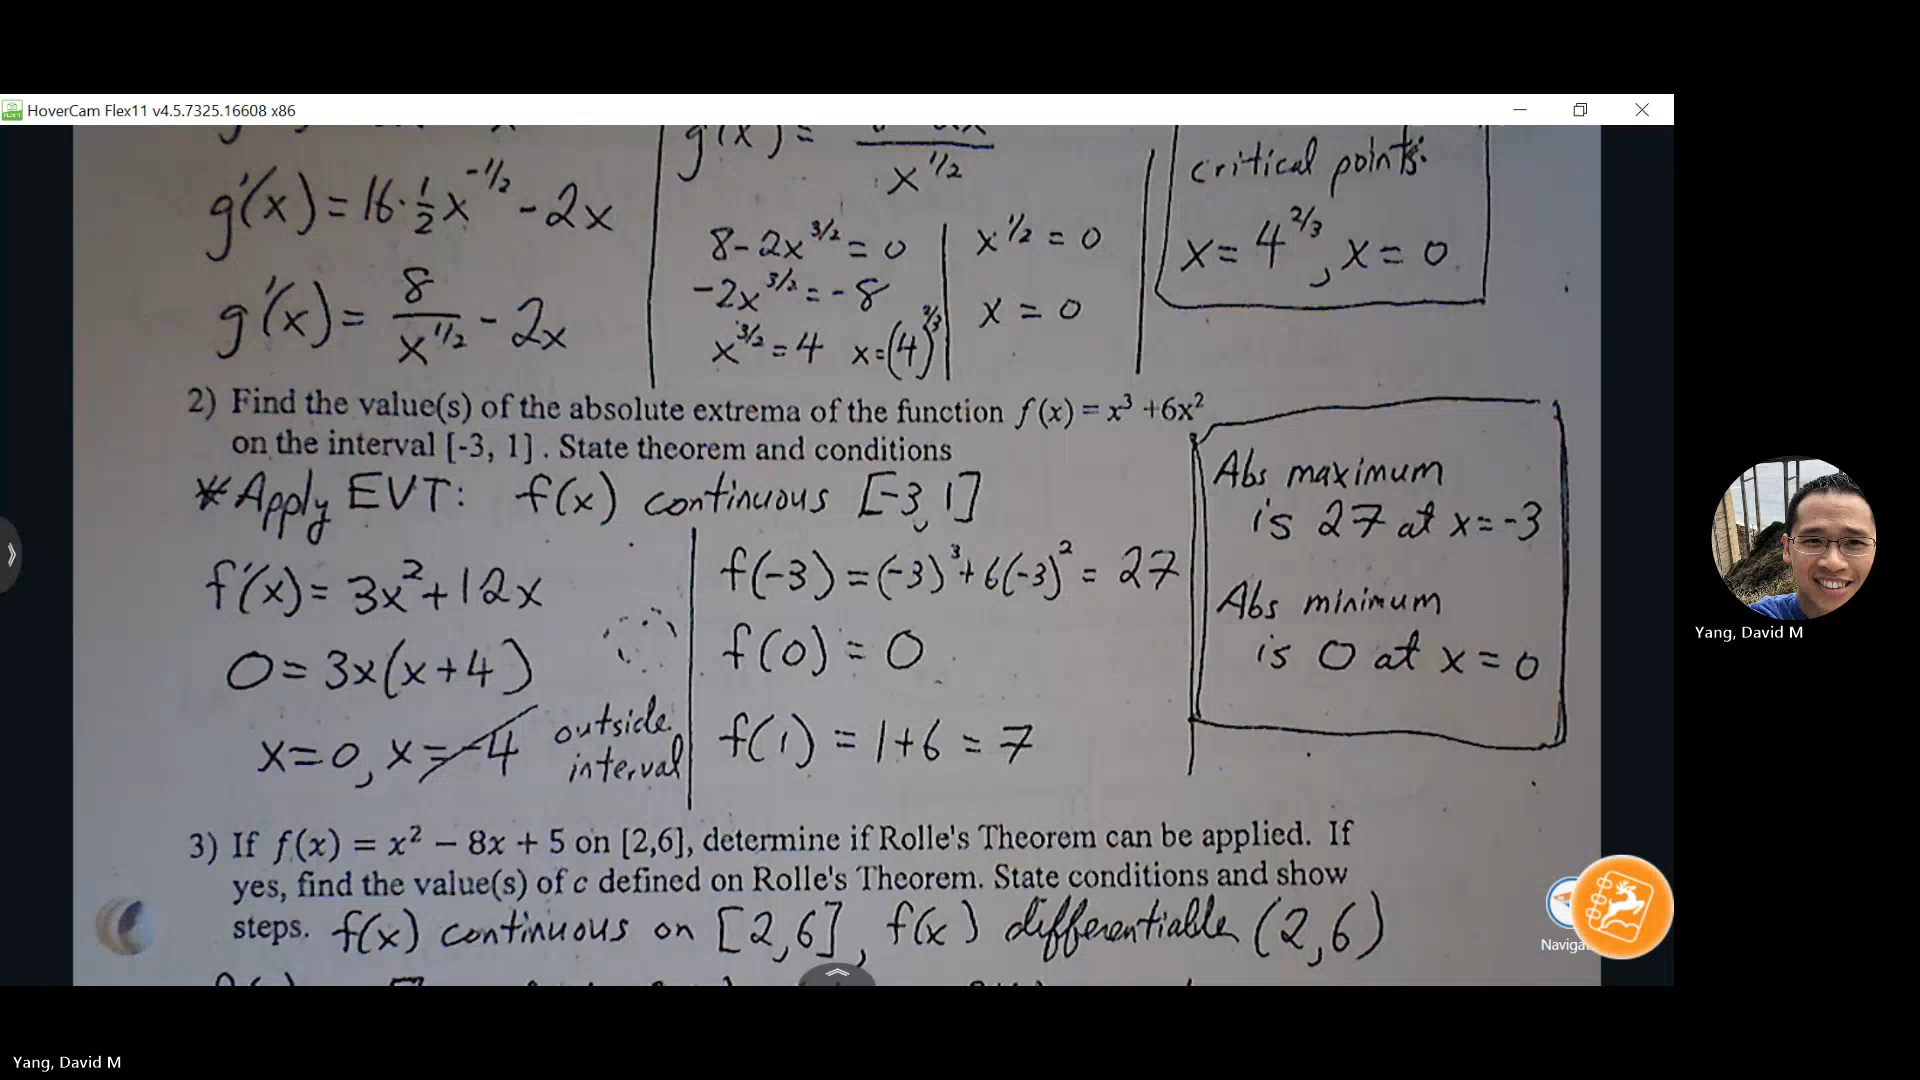 HoverCam Flex11 v4.5.7325.16608 x86
g'(x) = 16·1/2 x^(-1/2) - 2x
g'(x) = 8/x^(1/2) - 2x
g'(x) =
x^(1/2)
8 - 2x^(3/2) = 0
-2x^(3/2) = -8
x^(3/2) = 4 x = (4)^(2/3)
x^(1/2) = 0
x = 0
critical points:
x = 4^(2/3), x = 0
2) Find the value(s) of the absolute extrema of the function f(x) = x³ +6x²
on the interval [-3, 1] . State theorem and conditions
*Apply EVT: f(x) continuous [-3, 1]
f'(x) = 3x² + 12x
0 = 3x(x+4)
x=0, x=-4 outside
interval
f(-3) = (-3)³ + 6(-3)² = 27
f(0) = 0
f(1) = 1+6 = 7
Abs maximum
is 27 at x = -3
Abs minimum
is 0 at x = 0
3) If f(x) = x² − 8x + 5 on [2,6], determine if Rolle's Theorem can be applied. If
yes, find the value(s) of c defined on Rolle's Theorem. State conditions and show
steps. f(x) continuous on [2,6], f(x) differentiable (2,6)
Yang, David M
Yang, David M